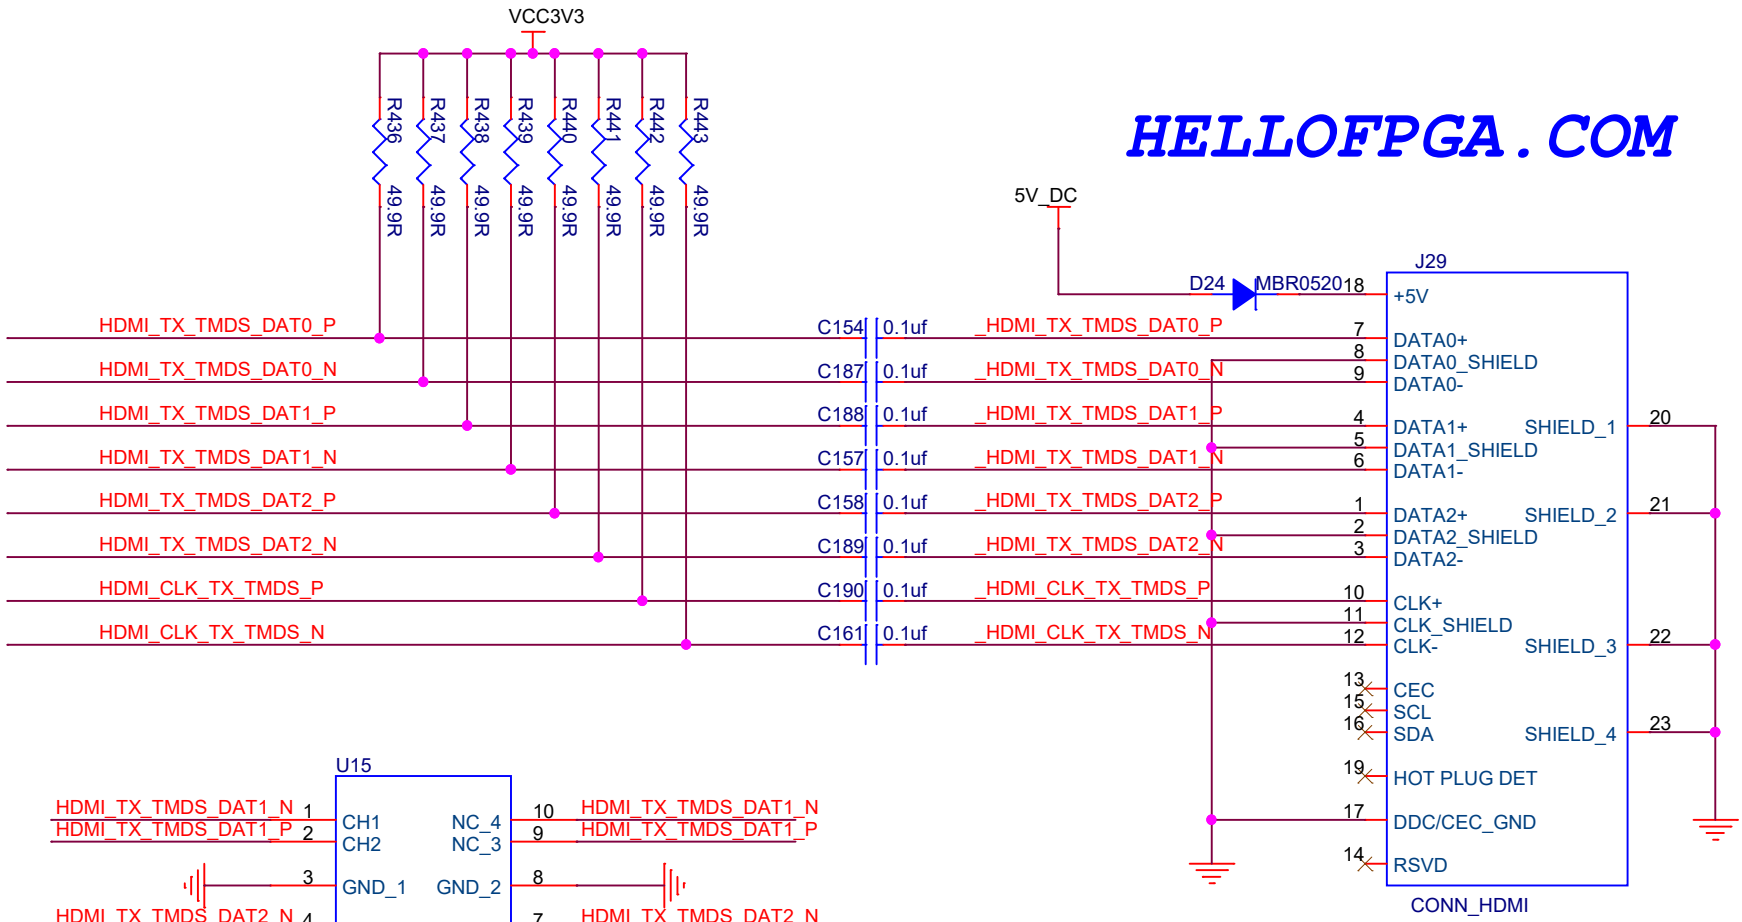 VCC3V3
R436
R437
R438
R439
R440
R441
R442
R443
49.9R
49.9R
49.9R
49.9R
49.9R
49.9R
49.9R
49.9R
HELLOFPGA.COM
5V_DC
J29
D24 MBR0520 18 +5V
HDMI_TX_TMDS_DAT0_P C154 0.1uf _HDMI_TX_TMDS_DAT0_P 7 DATA0+
8 DATA0_SHIELD
HDMI_TX_TMDS_DAT0_N C187 0.1uf _HDMI_TX_TMDS_DAT0_N 9 DATA0-
HDMI_TX_TMDS_DAT1_P C188 0.1uf _HDMI_TX_TMDS_DAT1_P 4 DATA1+ SHIELD_1 20
5 DATA1_SHIELD
HDMI_TX_TMDS_DAT1_N C157 0.1uf _HDMI_TX_TMDS_DAT1_N 6 DATA1-
HDMI_TX_TMDS_DAT2_P C158 0.1uf _HDMI_TX_TMDS_DAT2_P 1 DATA2+ SHIELD_2 21
2 DATA2_SHIELD
HDMI_TX_TMDS_DAT2_N C189 0.1uf _HDMI_TX_TMDS_DAT2_N 3 DATA2-
HDMI_CLK_TX_TMDS_P C190 0.1uf _HDMI_CLK_TX_TMDS_P 10 CLK+
11 CLK_SHIELD
HDMI_CLK_TX_TMDS_N C161 0.1uf _HDMI_CLK_TX_TMDS_N 12 CLK- SHIELD_3 22
13 CEC
15 SCL
16 SDA SHIELD_4 23
19 HOT PLUG DET
17 DDC/CEC_GND
14 RSVD
CONN_HDMI
U15
HDMI_TX_TMDS_DAT1_N 1 CH1 NC_4 10 HDMI_TX_TMDS_DAT1_N
HDMI_TX_TMDS_DAT1_P 2 CH2 NC_3 9 HDMI_TX_TMDS_DAT1_P
3 GND_1 GND_2 8
HDMI_TX_TMDS_DAT2_N 4 7 HDMI_TX_TMDS_DAT2_N